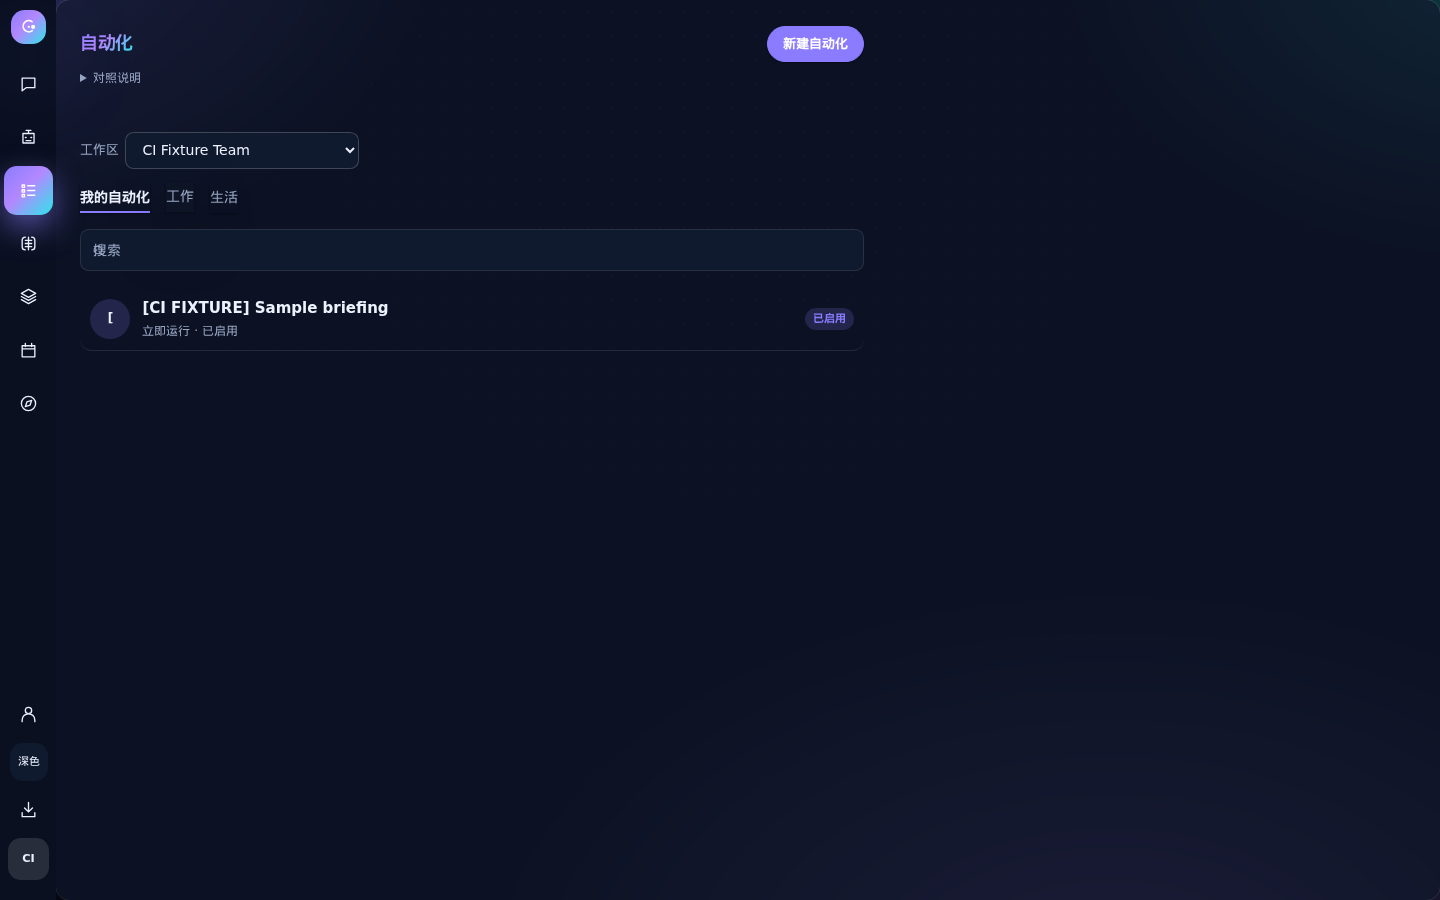 自动化
新建自动化
▶ 对照说明
工作区 CI Fixture Team
我的自动化 工作 生活
搜索
[ [CI FIXTURE] Sample briefing
立即运行 · 已启用
已启用
深色
CI